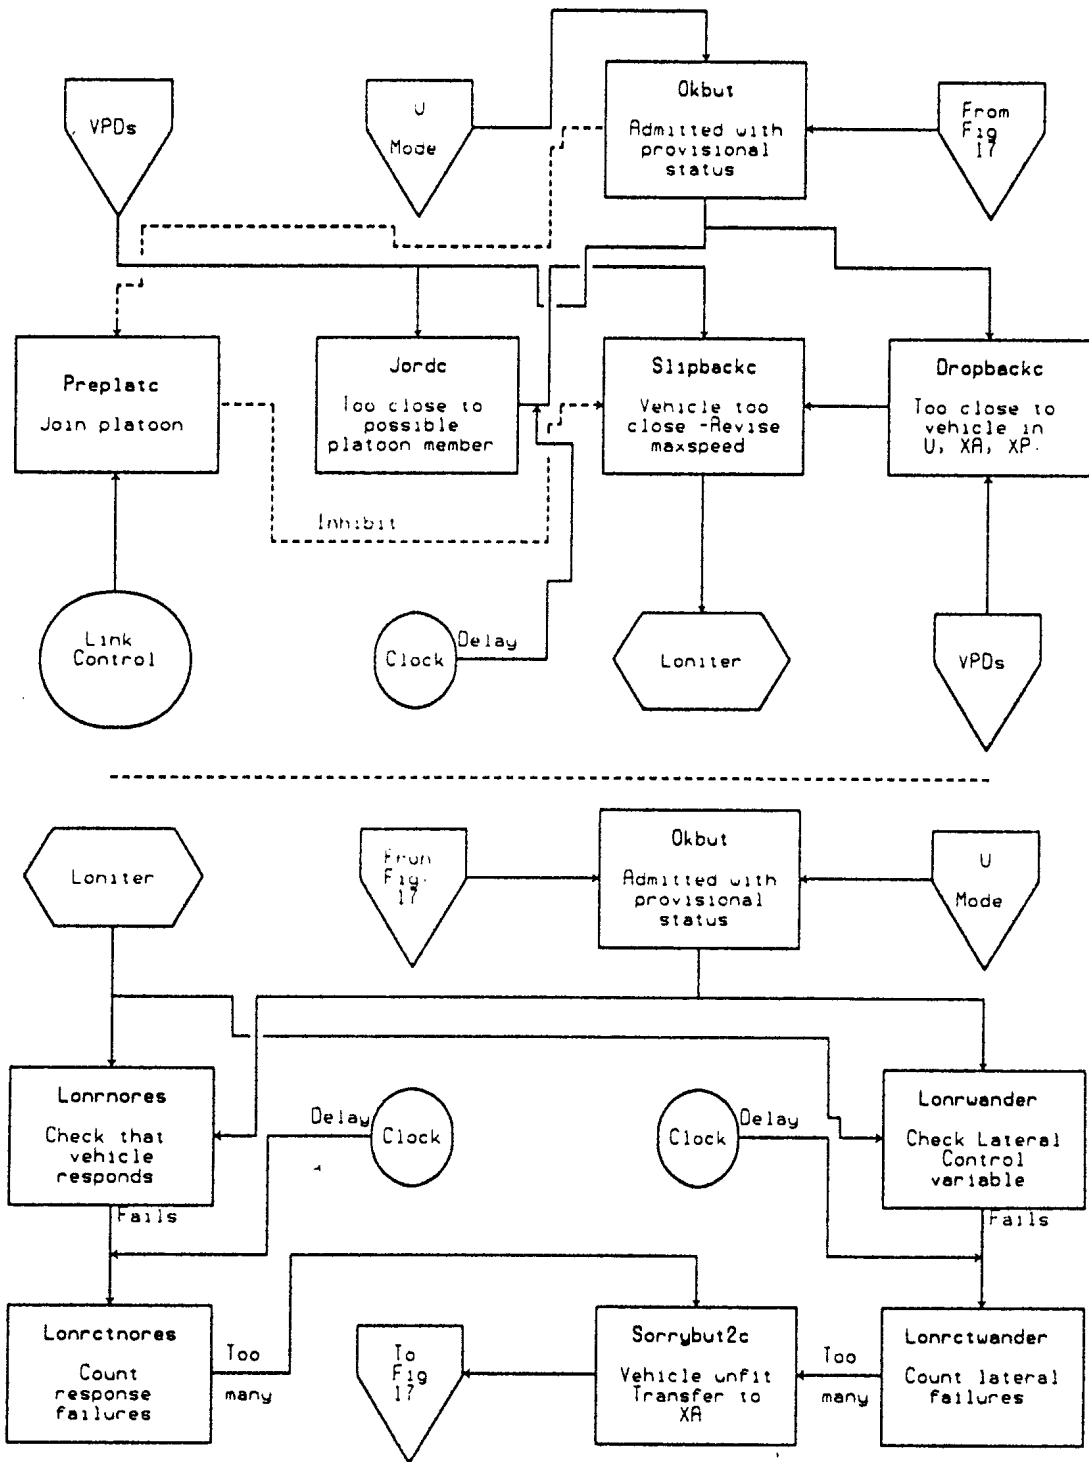 VPDs
U
Mode
Okbut
Admitted with
provisional
status
From
Fig
17
Preplatc
Join platoon
Jordc
Too close to
possible
platoon member
Slipbackc
Vehicle too
close -Revise
maxspeed
Dropbackc
Too close to
vehicle in
U, XA, XP.
Inhibit
Link
Control
Clock
Delay
Loniter
VPDs
Loniter
From
Fig.
17
Okbut
Admitted with
provisional
status
U
Mode
Lonrnores
Check that
vehicle
responds
Delay
Clock
Clock
Delay
Lonrwander
Check Lateral
Control
variable
Fails
Fails
Lonrctnores
Count
response
failures
Too
many
To
Fig
17
Sorrybut2c
Vehicle unfit
Transfer to
XA
Too
many
Lonrctwander
Count lateral
failures